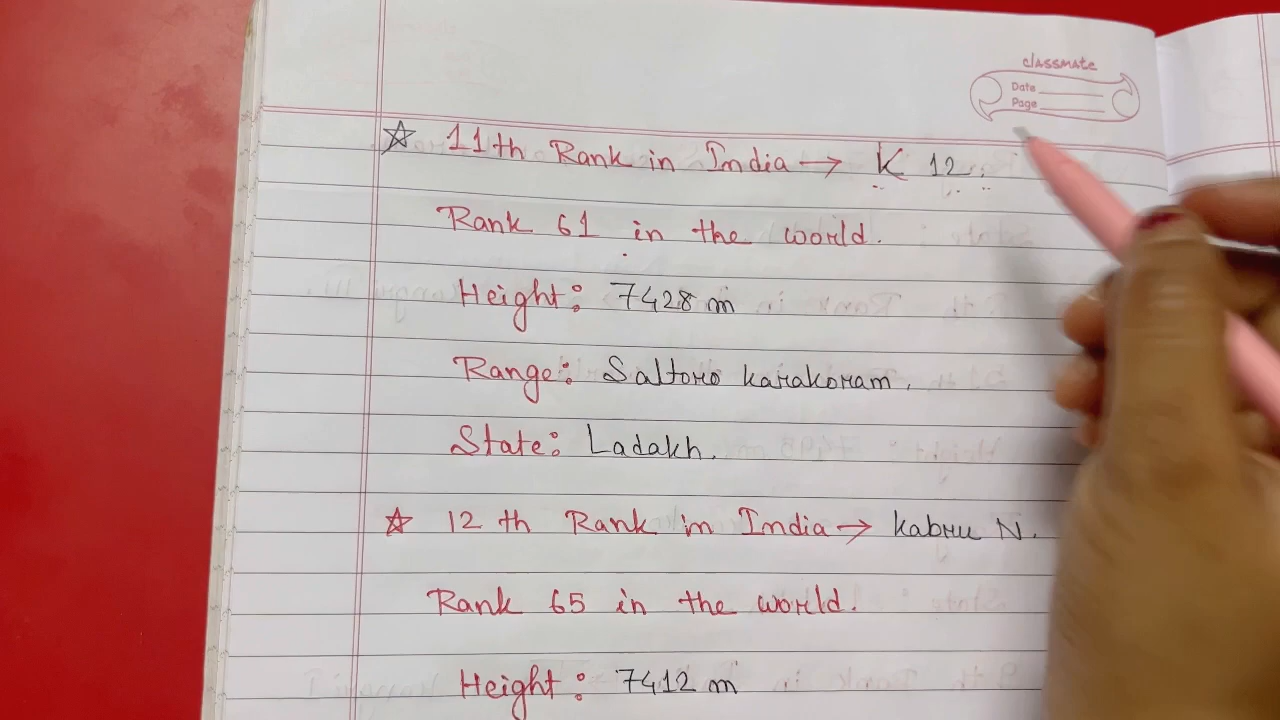 classmate
Date
Page
☆ 11th Rank in India → K 12.
Rank 61 in the world.
Height: 7428 m
Range: Saltoro karakoram.
State: Ladakh.
☆ 12 th Rank in India → kabru N.
Rank 65 in the world.
Height: 7412 m